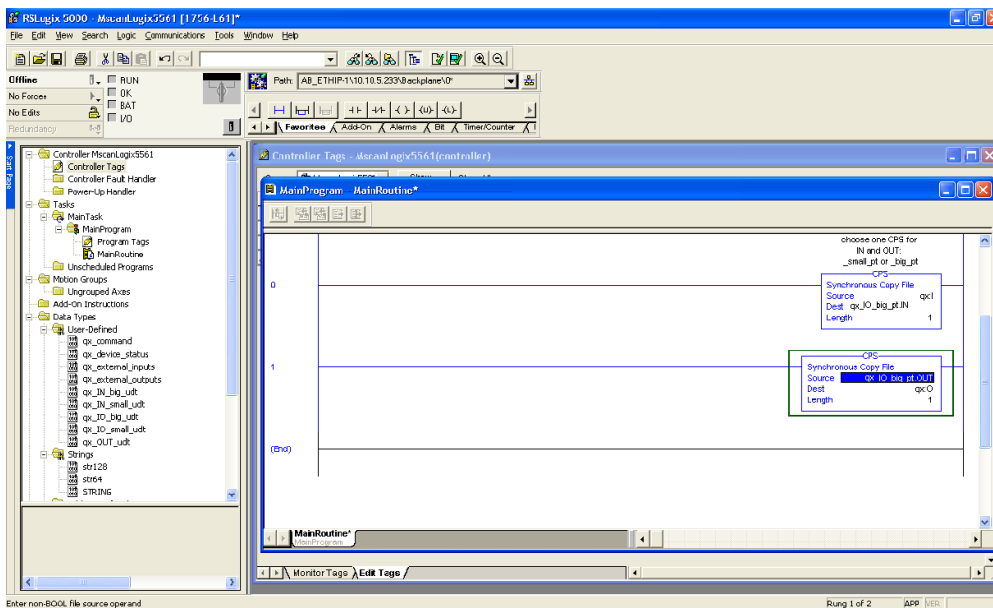 RSLogix 5000 - MscanLogix5561 [1756-L61]*
File Edit View Search Logic Communications Tools Window Help
Offline
RUN
No Forces
OK
No Edits
BAT
Redundancy
I/O
Path: AB_ETHIP-1\10.10.5.233\Backplane\0*
Favorites Add-On Alarms Bit Timer/Counter
Start Page
Controller MscanLogix5561
Controller Tags
Controller Fault Handler
Power-Up Handler
Tasks
MainTask
MainProgram
Program Tags
MainRoutine
Unscheduled Programs
Motion Groups
Ungrouped Axes
Add-On Instructions
Data Types
User-Defined
qx_command
qx_device_status
qx_external_inputs
qx_external_outputs
qx_IN_big_udt
qx_IN_small_udt
qx_IO_big_udt
qx_IO_small_udt
qx_OUT_udt
Strings
str128
str64
STRING
Controller Tags - MscanLogix5561(controller)
MainProgram - MainRoutine*
choose one CPS for
IN and OUT:
_small_pt or _big_pt
0
CPS
Synchronous Copy File
Source qx:I
Dest qx_IO_big_pt.IN
Length 1
1
CPS
Synchronous Copy File
Source qx_IO_big_pt.OUT
Dest qx:O
Length 1
(End)
MainRoutine*
MainProgram
Monitor Tags Edit Tags
Enter non-BOOL file source operand
Rung 1 of 2
APP VER